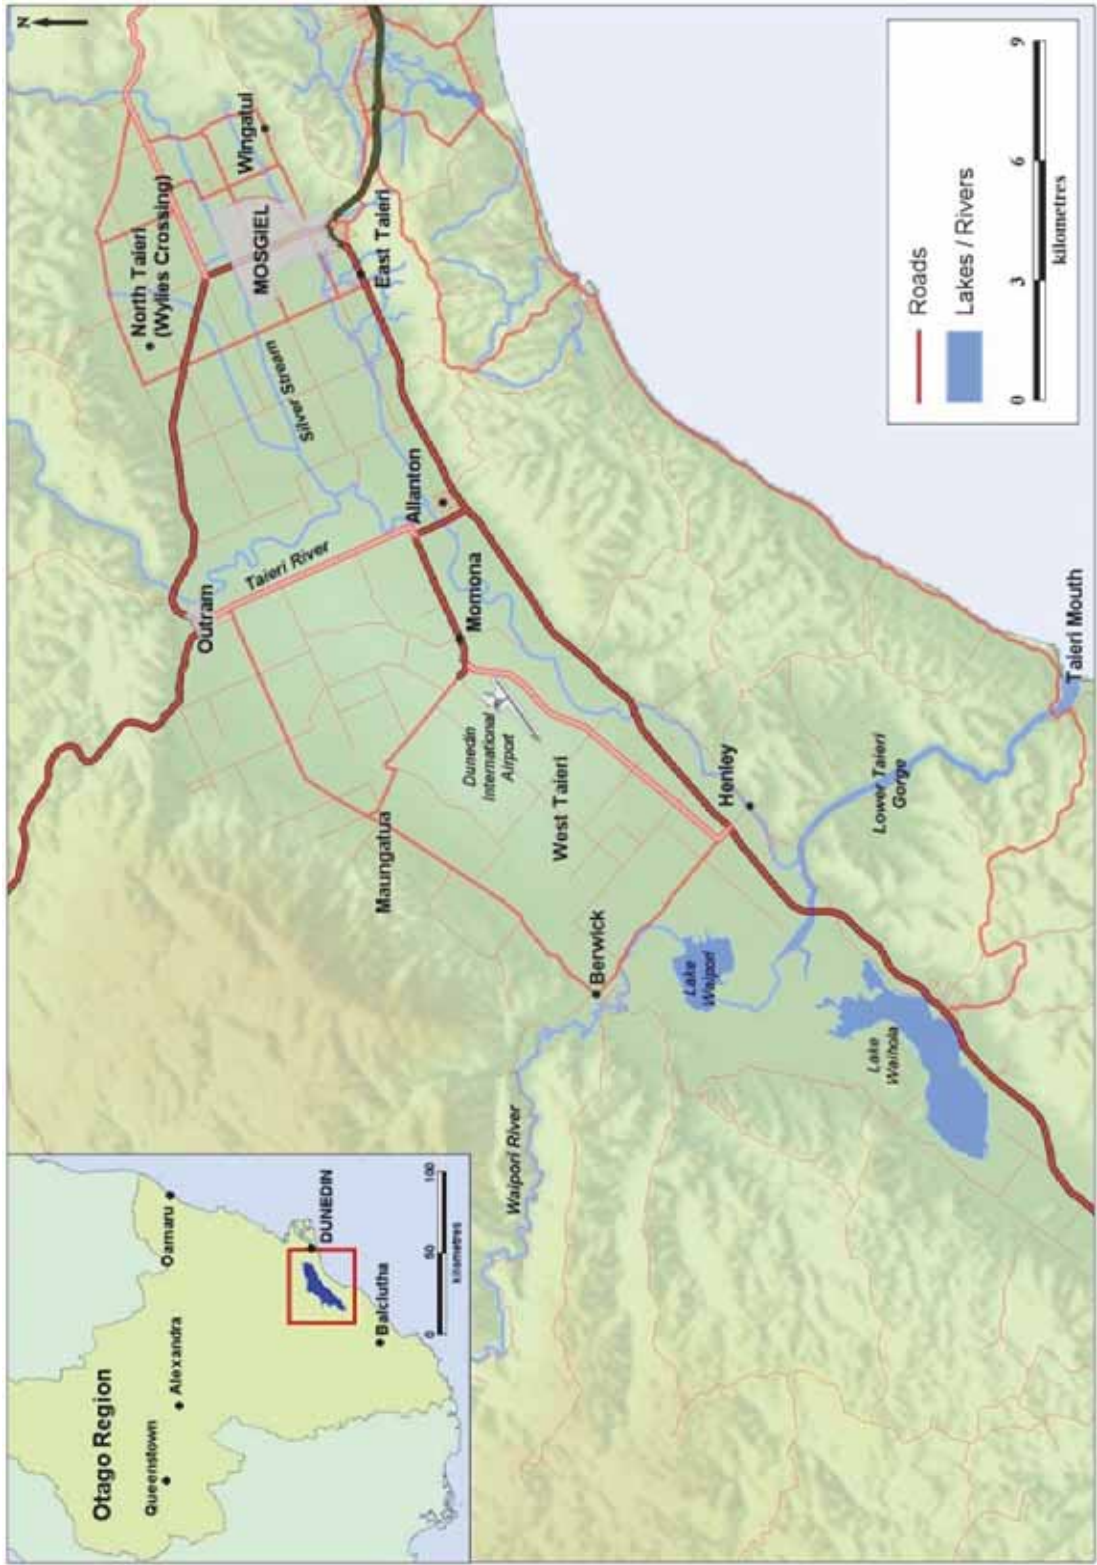 N
Otago Region
Queenstown
Alexandra
Oamaru
DUNEDIN
Balclutha
0 50 100
kilometres
North Taieri
(Wylies Crossing)
Wingatui
MOSGIEL
East Taieri
Silver Stream
Outram
Taieri River
Allanton
Momona
Dunedin
International
Airport
Maungatua
West Taieri
Henley
Berwick
Lake
Waipori
Waipori River
Lake
Waihola
Lower Taieri
Gorge
Taieri Mouth
Roads
Lakes / Rivers
0 3 6 9
kilometres